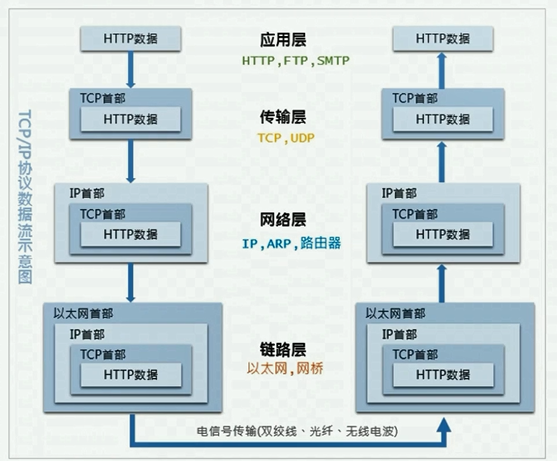 TCP/IP协议数据流示意图
HTTP数据
应用层
HTTP,FTP,SMTP
HTTP数据
TCP首部
HTTP数据
传输层
TCP,UDP
TCP首部
HTTP数据
IP首部
TCP首部
HTTP数据
网络层
IP,ARP,路由器
IP首部
TCP首部
HTTP数据
以太网首部
IP首部
TCP首部
HTTP数据
链路层
以太网,网桥
以太网首部
IP首部
TCP首部
HTTP数据
电信号传输(双绞线、光纤、无线电波)